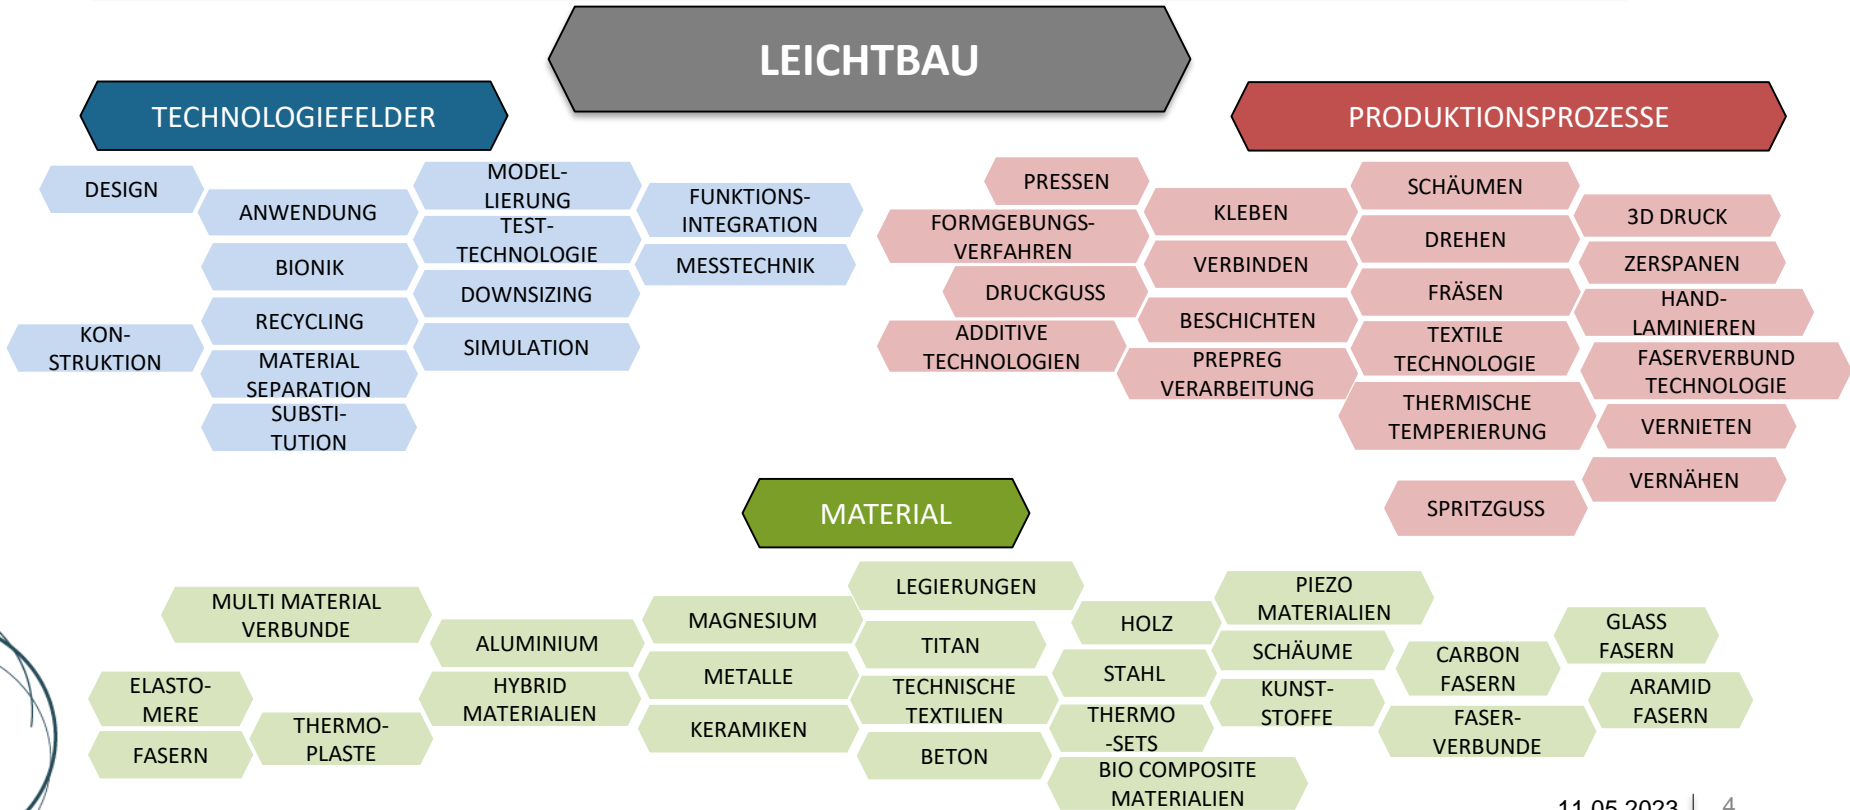 LEICHTBAU
TECHNOLOGIEFELDER
DESIGN
ANWENDUNG
MODEL-
LIERUNG
FUNKTIONS-
INTEGRATION
TEST-
TECHNOLOGIE
BIONIK
MESSTECHNIK
DOWNSIZING
RECYCLING
KON-
STRUKTION
SIMULATION
MATERIAL
SEPARATION
SUBSTI-
TUTION
PRODUKTIONSPROZESSE
PRESSEN
KLEBEN
SCHÄUMEN
3D DRUCK
FORMGEBUNGS-
VERFAHREN
DREHEN
VERBINDEN
ZERSPANEN
DRUCKGUSS
FRÄSEN
HAND-
LAMINIEREN
BESCHICHTEN
ADDITIVE
TECHNOLOGIEN
TEXTILE
TECHNOLOGIE
PREPREG
VERARBEITUNG
FASERVERBUND
TECHNOLOGIE
THERMISCHE
TEMPERIERUNG
VERNIETEN
VERNÄHEN
SPRITZGUSS
MATERIAL
MULTI MATERIAL
VERBUNDE
ALUMINIUM
MAGNESIUM
LEGIERUNGEN
HOLZ
PIEZO
MATERIALIEN
GLASS
FASERN
TITAN
SCHÄUME
CARBON
FASERN
ELASTO-
MERE
HYBRID
MATERIALIEN
METALLE
TECHNISCHE
TEXTILIEN
STAHL
KUNST-
STOFFE
ARAMID
FASERN
FASERN
THERMO-
PLASTE
KERAMIKEN
BETON
THERMO
-SETS
FASER-
VERBUNDE
BIO COMPOSITE
MATERIALIEN
11.05.2023
4